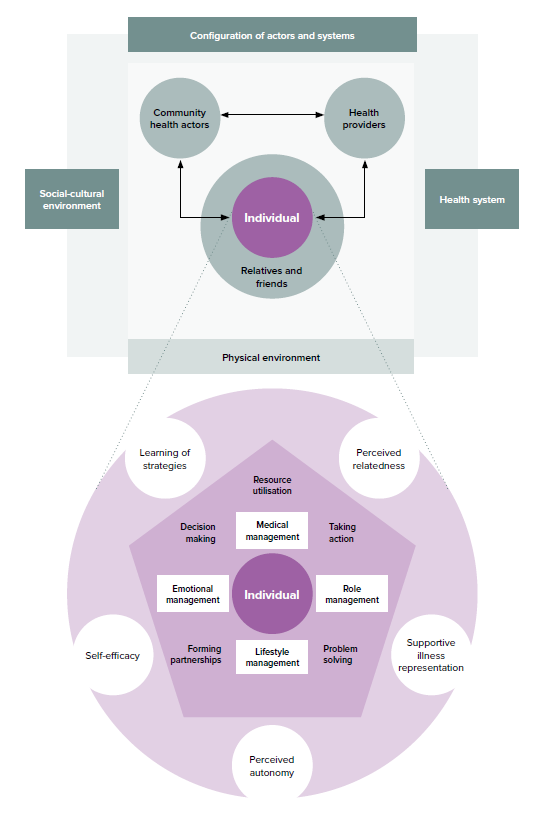 Configuration of actors and systems
Community
health actors
Health
providers
Social-cultural
environment
Health system
Individual
Relatives and
friends
Physical environment
Learning of
strategies
Perceived
relatedness
Resource
utilisation
Decision
making
Medical
management
Taking
action
Emotional
management
Individual
Role
management
Self-efficacy
Forming
partnerships
Lifestyle
management
Problem
solving
Supportive
illness
representation
Perceived
autonomy